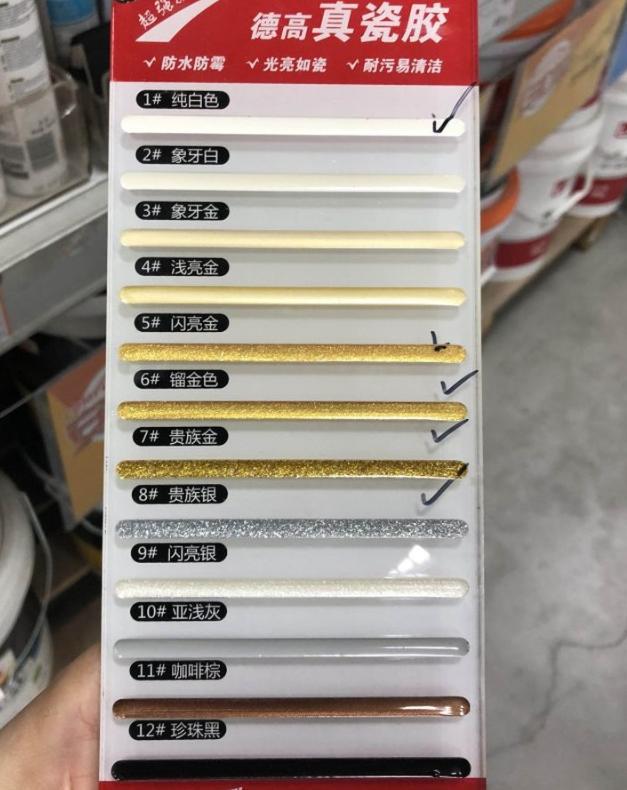 超强
德高真瓷胶
✓ 防水防霉 ✓ 光亮如瓷 ✓ 耐污易清洁
1# 纯白色
2# 象牙白
3# 象牙金
4# 浅亮金
5# 闪亮金
6# 镏金色
7# 贵族金
8# 贵族银
9# 闪亮银
10# 亚浅灰
11# 咖啡棕
12# 珍珠黑